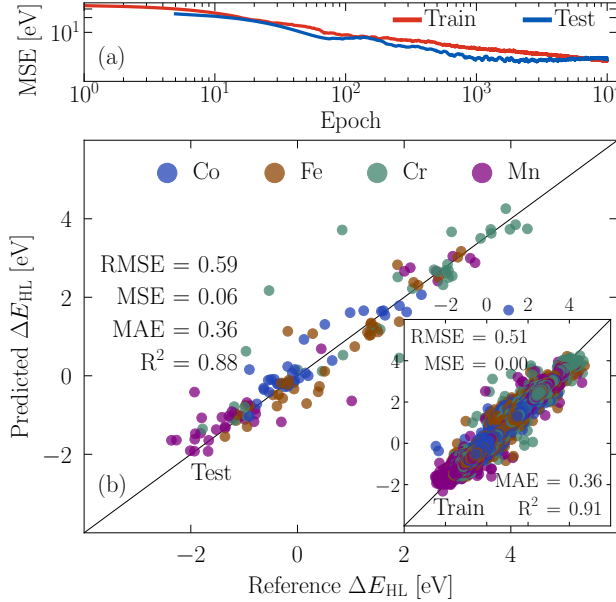 MSE [eV]
10¹
Train
Test
(a)
10⁰
10¹
10²
10³
10⁴
Epoch
Co
Fe
Cr
Mn
Predicted ΔE_HL [eV]
4
2
0
−2
RMSE = 0.59
MSE = 0.06
MAE = 0.36
R² = 0.88
Test
(b)
−2
0
2
4
Reference ΔE_HL [eV]
−2
0
2
4
RMSE = 0.51
MSE = 0.00
4
2
0
−2
MAE = 0.36
R² = 0.91
Train